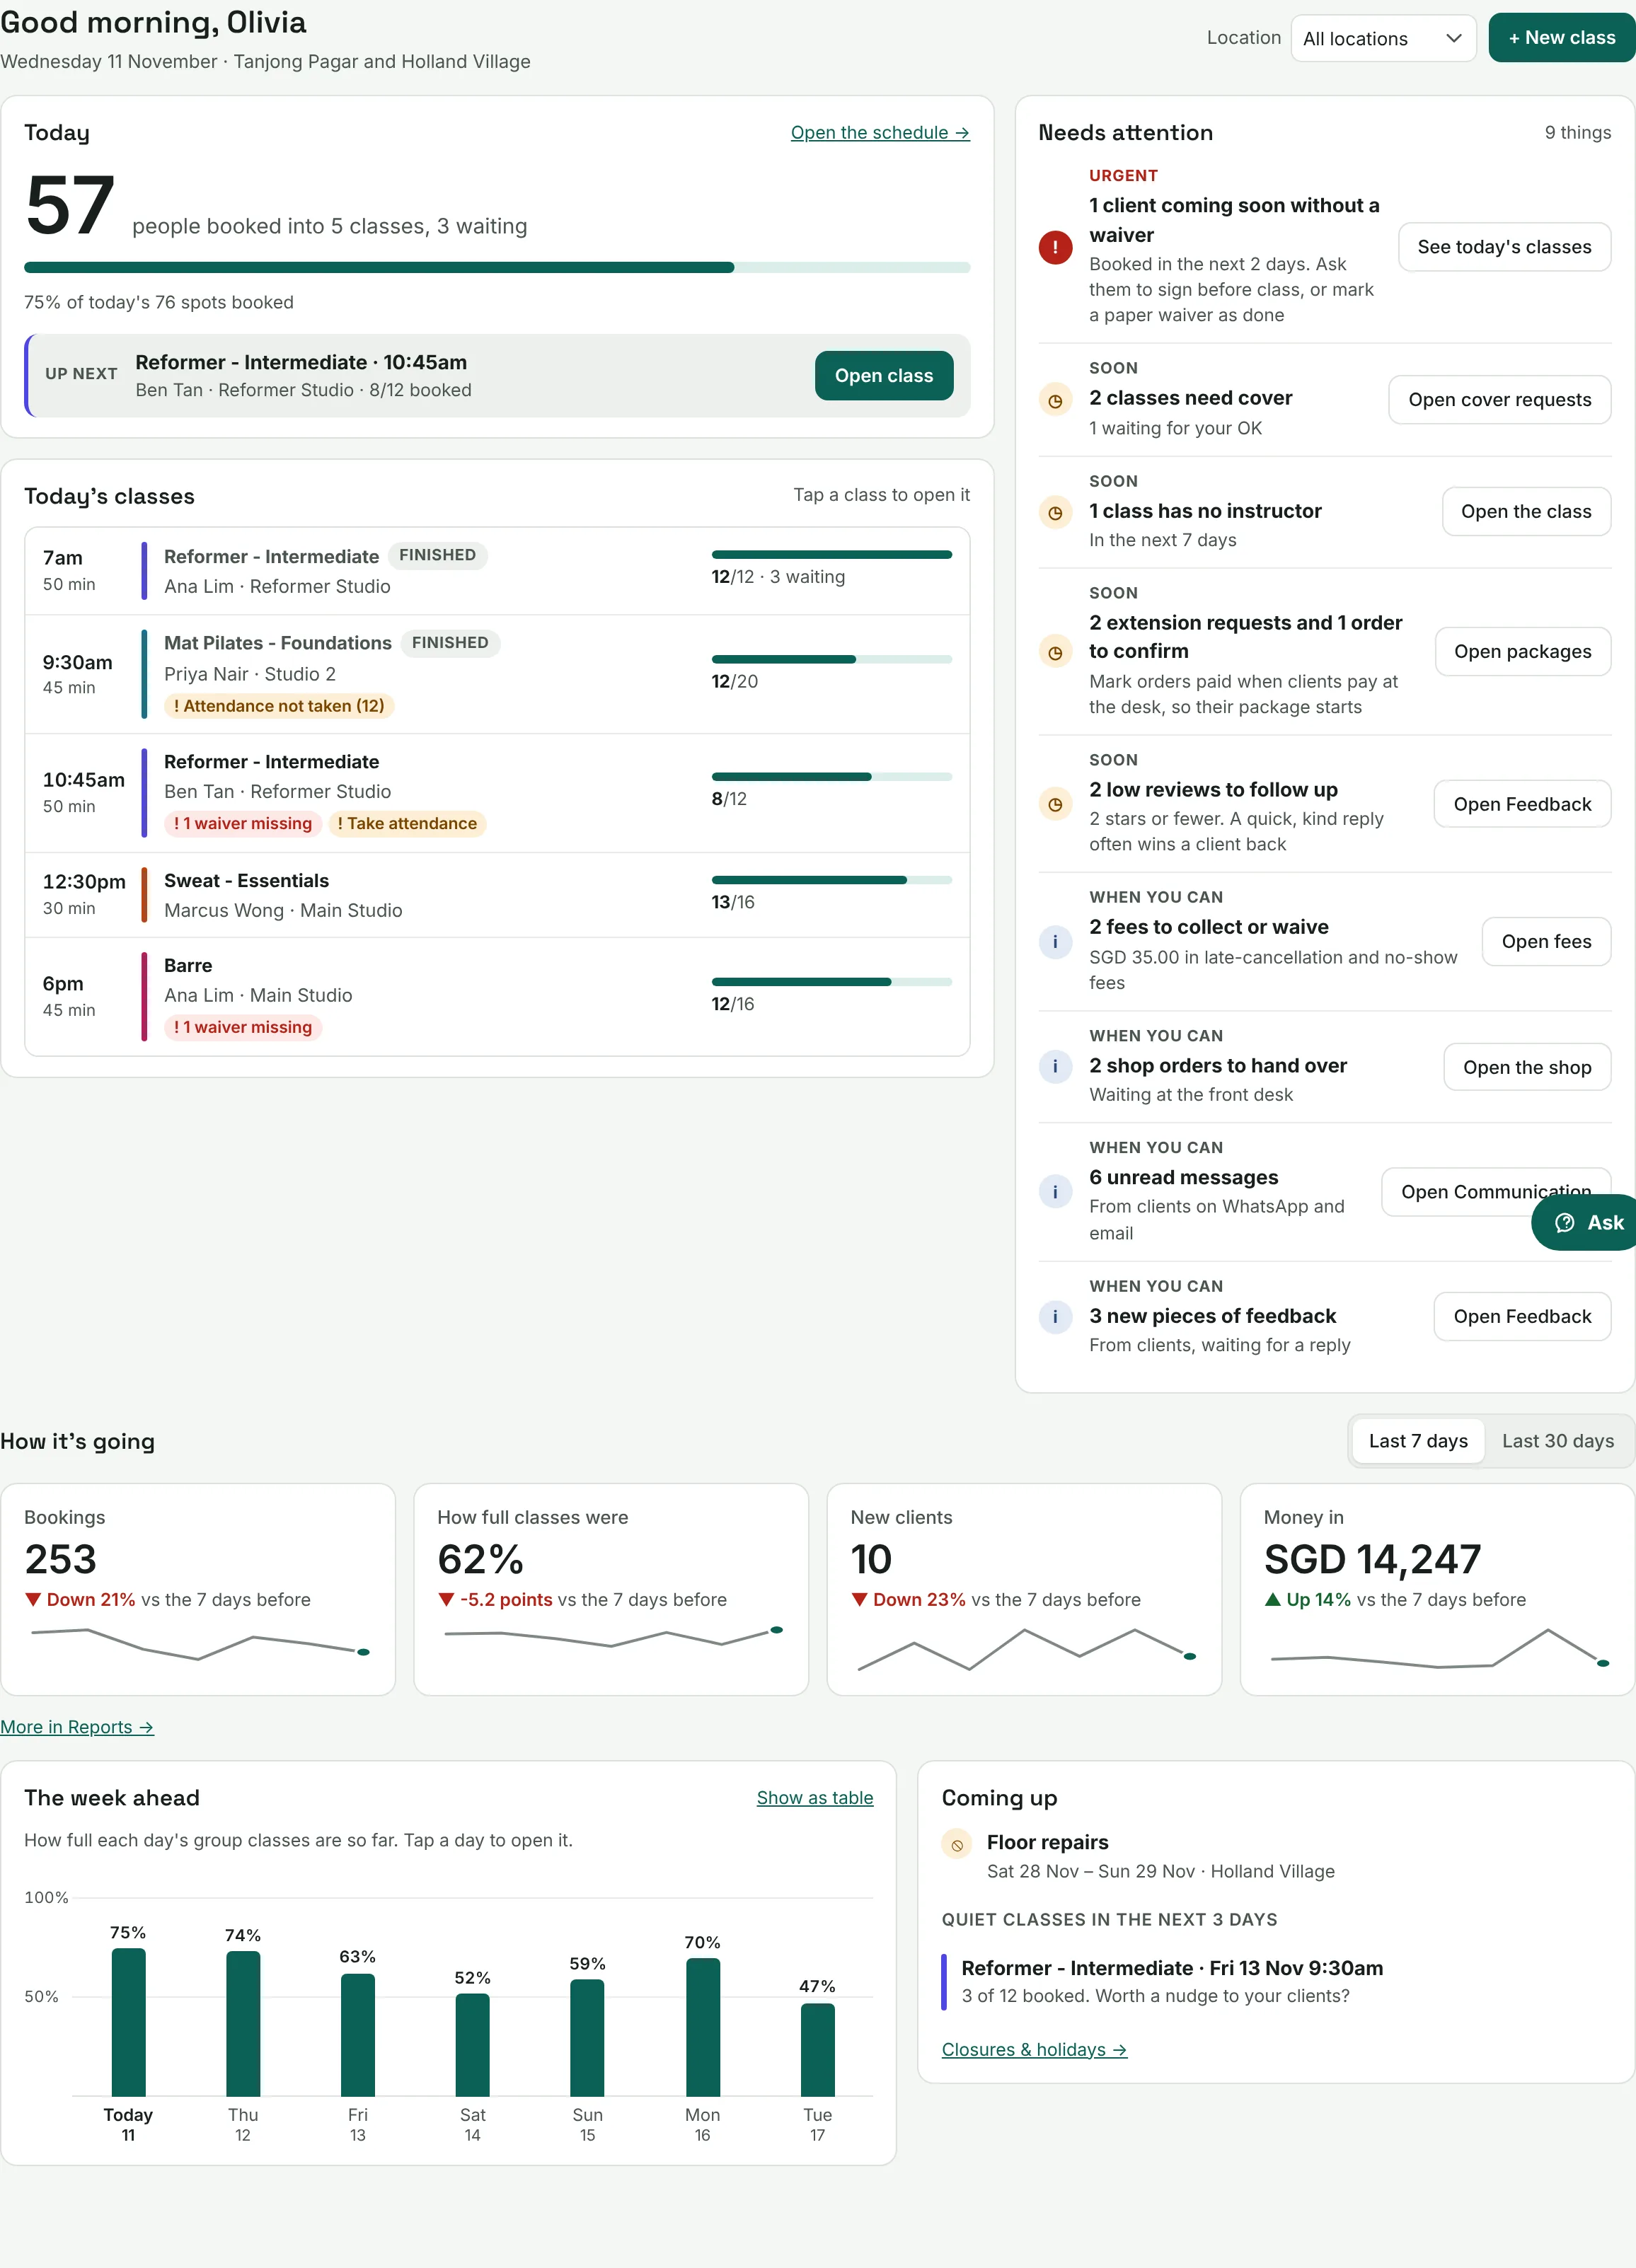 Good morning, Olivia
Wednesday 11 November · Tanjong Pagar and Holland Village
Location
All locations
+ New class
Today
Open the schedule →
57 people booked into 5 classes, 3 waiting
75% of today's 76 spots booked
UP NEXT
Reformer - Intermediate · 10:45am
Ben Tan · Reformer Studio · 8/12 booked
Open class
Today's classes
Tap a class to open it
7am
50 min
Reformer - Intermediate
FINISHED
Ana Lim · Reformer Studio
12/12 · 3 waiting
9:30am
45 min
Mat Pilates - Foundations
FINISHED
Priya Nair · Studio 2
! Attendance not taken (12)
12/20
10:45am
50 min
Reformer - Intermediate
Ben Tan · Reformer Studio
! 1 waiver missing
! Take attendance
8/12
12:30pm
30 min
Sweat - Essentials
Marcus Wong · Main Studio
13/16
6pm
45 min
Barre
Ana Lim · Main Studio
! 1 waiver missing
12/16
Needs attention
9 things
!
URGENT
1 client coming soon without a
waiver
Booked in the next 2 days. Ask
them to sign before class, or mark
a paper waiver as done
See today's classes
SOON
2 classes need cover
1 waiting for your OK
Open cover requests
SOON
1 class has no instructor
In the next 7 days
Open the class
SOON
2 extension requests and 1 order
to confirm
Mark orders paid when clients pay at
the desk, so their package starts
Open packages
SOON
2 low reviews to follow up
2 stars or fewer. A quick, kind reply
often wins a client back
Open Feedback
i
WHEN YOU CAN
2 fees to collect or waive
SGD 35.00 in late-cancellation and no-show
fees
Open fees
i
WHEN YOU CAN
2 shop orders to hand over
Waiting at the front desk
Open the shop
i
WHEN YOU CAN
6 unread messages
From clients on WhatsApp and
email
Open Communication
Ask
i
WHEN YOU CAN
3 new pieces of feedback
From clients, waiting for a reply
Open Feedback
How it's going
Last 7 days
Last 30 days
Bookings
253
▼ Down 21% vs the 7 days before
How full classes were
62%
▼ -5.2 points vs the 7 days before
New clients
10
▼ Down 23% vs the 7 days before
Money in
SGD 14,247
▲ Up 14% vs the 7 days before
More in Reports →
The week ahead
Show as table
How full each day's group classes are so far. Tap a day to open it.
100%
50%
75%
74%
63%
52%
59%
70%
47%
Today
11
Thu
12
Fri
13
Sat
14
Sun
15
Mon
16
Tue
17
Coming up
Floor repairs
Sat 28 Nov – Sun 29 Nov · Holland Village
QUIET CLASSES IN THE NEXT 3 DAYS
Reformer - Intermediate · Fri 13 Nov 9:30am
3 of 12 booked. Worth a nudge to your clients?
Closures & holidays →